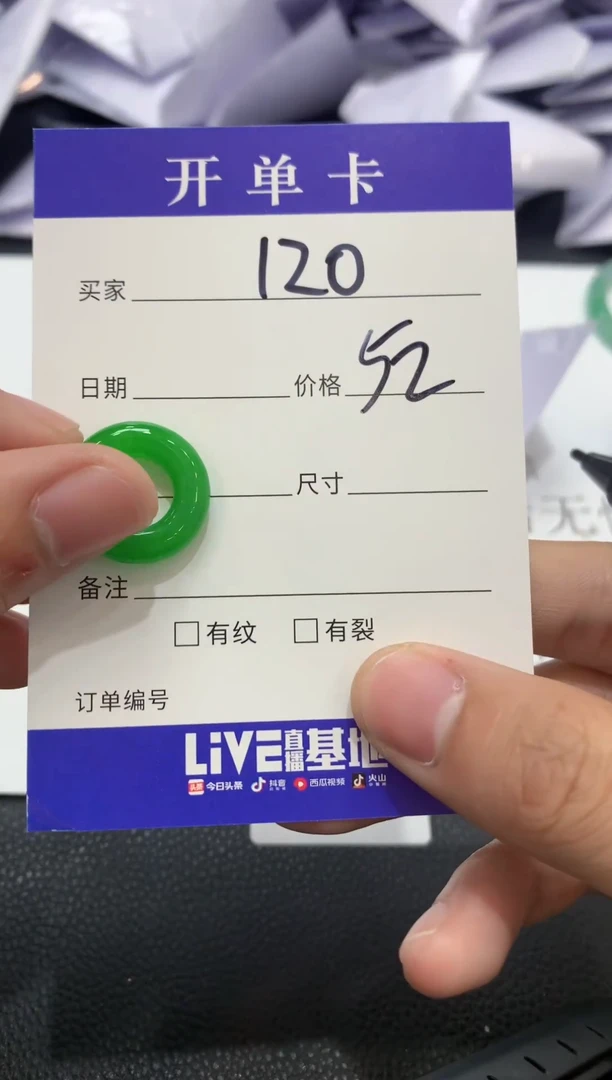 开单卡
买家 120
日期 价格 52
尺寸
备注
□有纹 □有裂
订单编号
LIVE直播基地
头条 今日头条 抖音 西瓜视频 火山